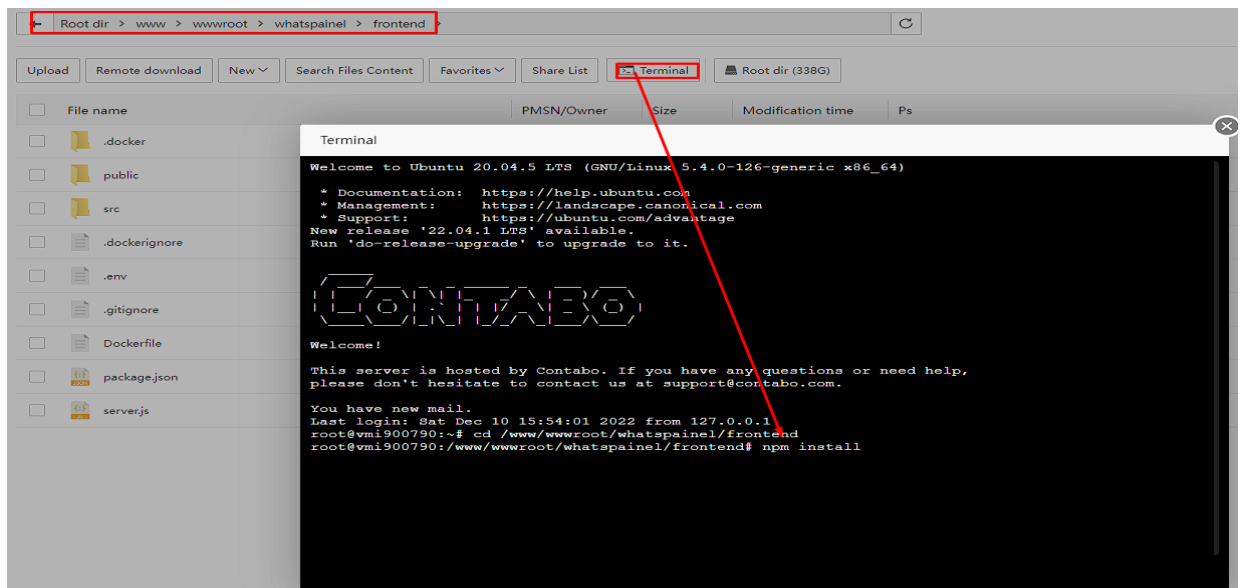 Root dir > www > wwwroot > whatspainel > frontend >
Upload Remote download New Search Files Content Favorites Share List Terminal Root dir (338G)
File name PMSN/Owner Size Modification time Ps
.docker
public
src
.dockerignore
.env
.gitignore
Dockerfile
package.json
server.js
Terminal
Welcome to Ubuntu 20.04.5 LTS (GNU/Linux 5.4.0-126-generic x86_64)
* Documentation: https://help.ubuntu.com
* Management: https://landscape.canonical.com
* Support: https://ubuntu.com/advantage
New release '22.04.1 LTS' available.
Run 'do-release-upgrade' to upgrade to it.
CONTABO
Welcome!
This server is hosted by Contabo. If you have any questions or need help,
please don't hesitate to contact us at support@contabo.com.
You have new mail.
Last login: Sat Dec 10 15:54:01 2022 from 127.0.0.1
root@vmi900790:~# cd /www/wwwroot/whatspainel/frontend
root@vmi900790:/www/wwwroot/whatspainel/frontend# npm install